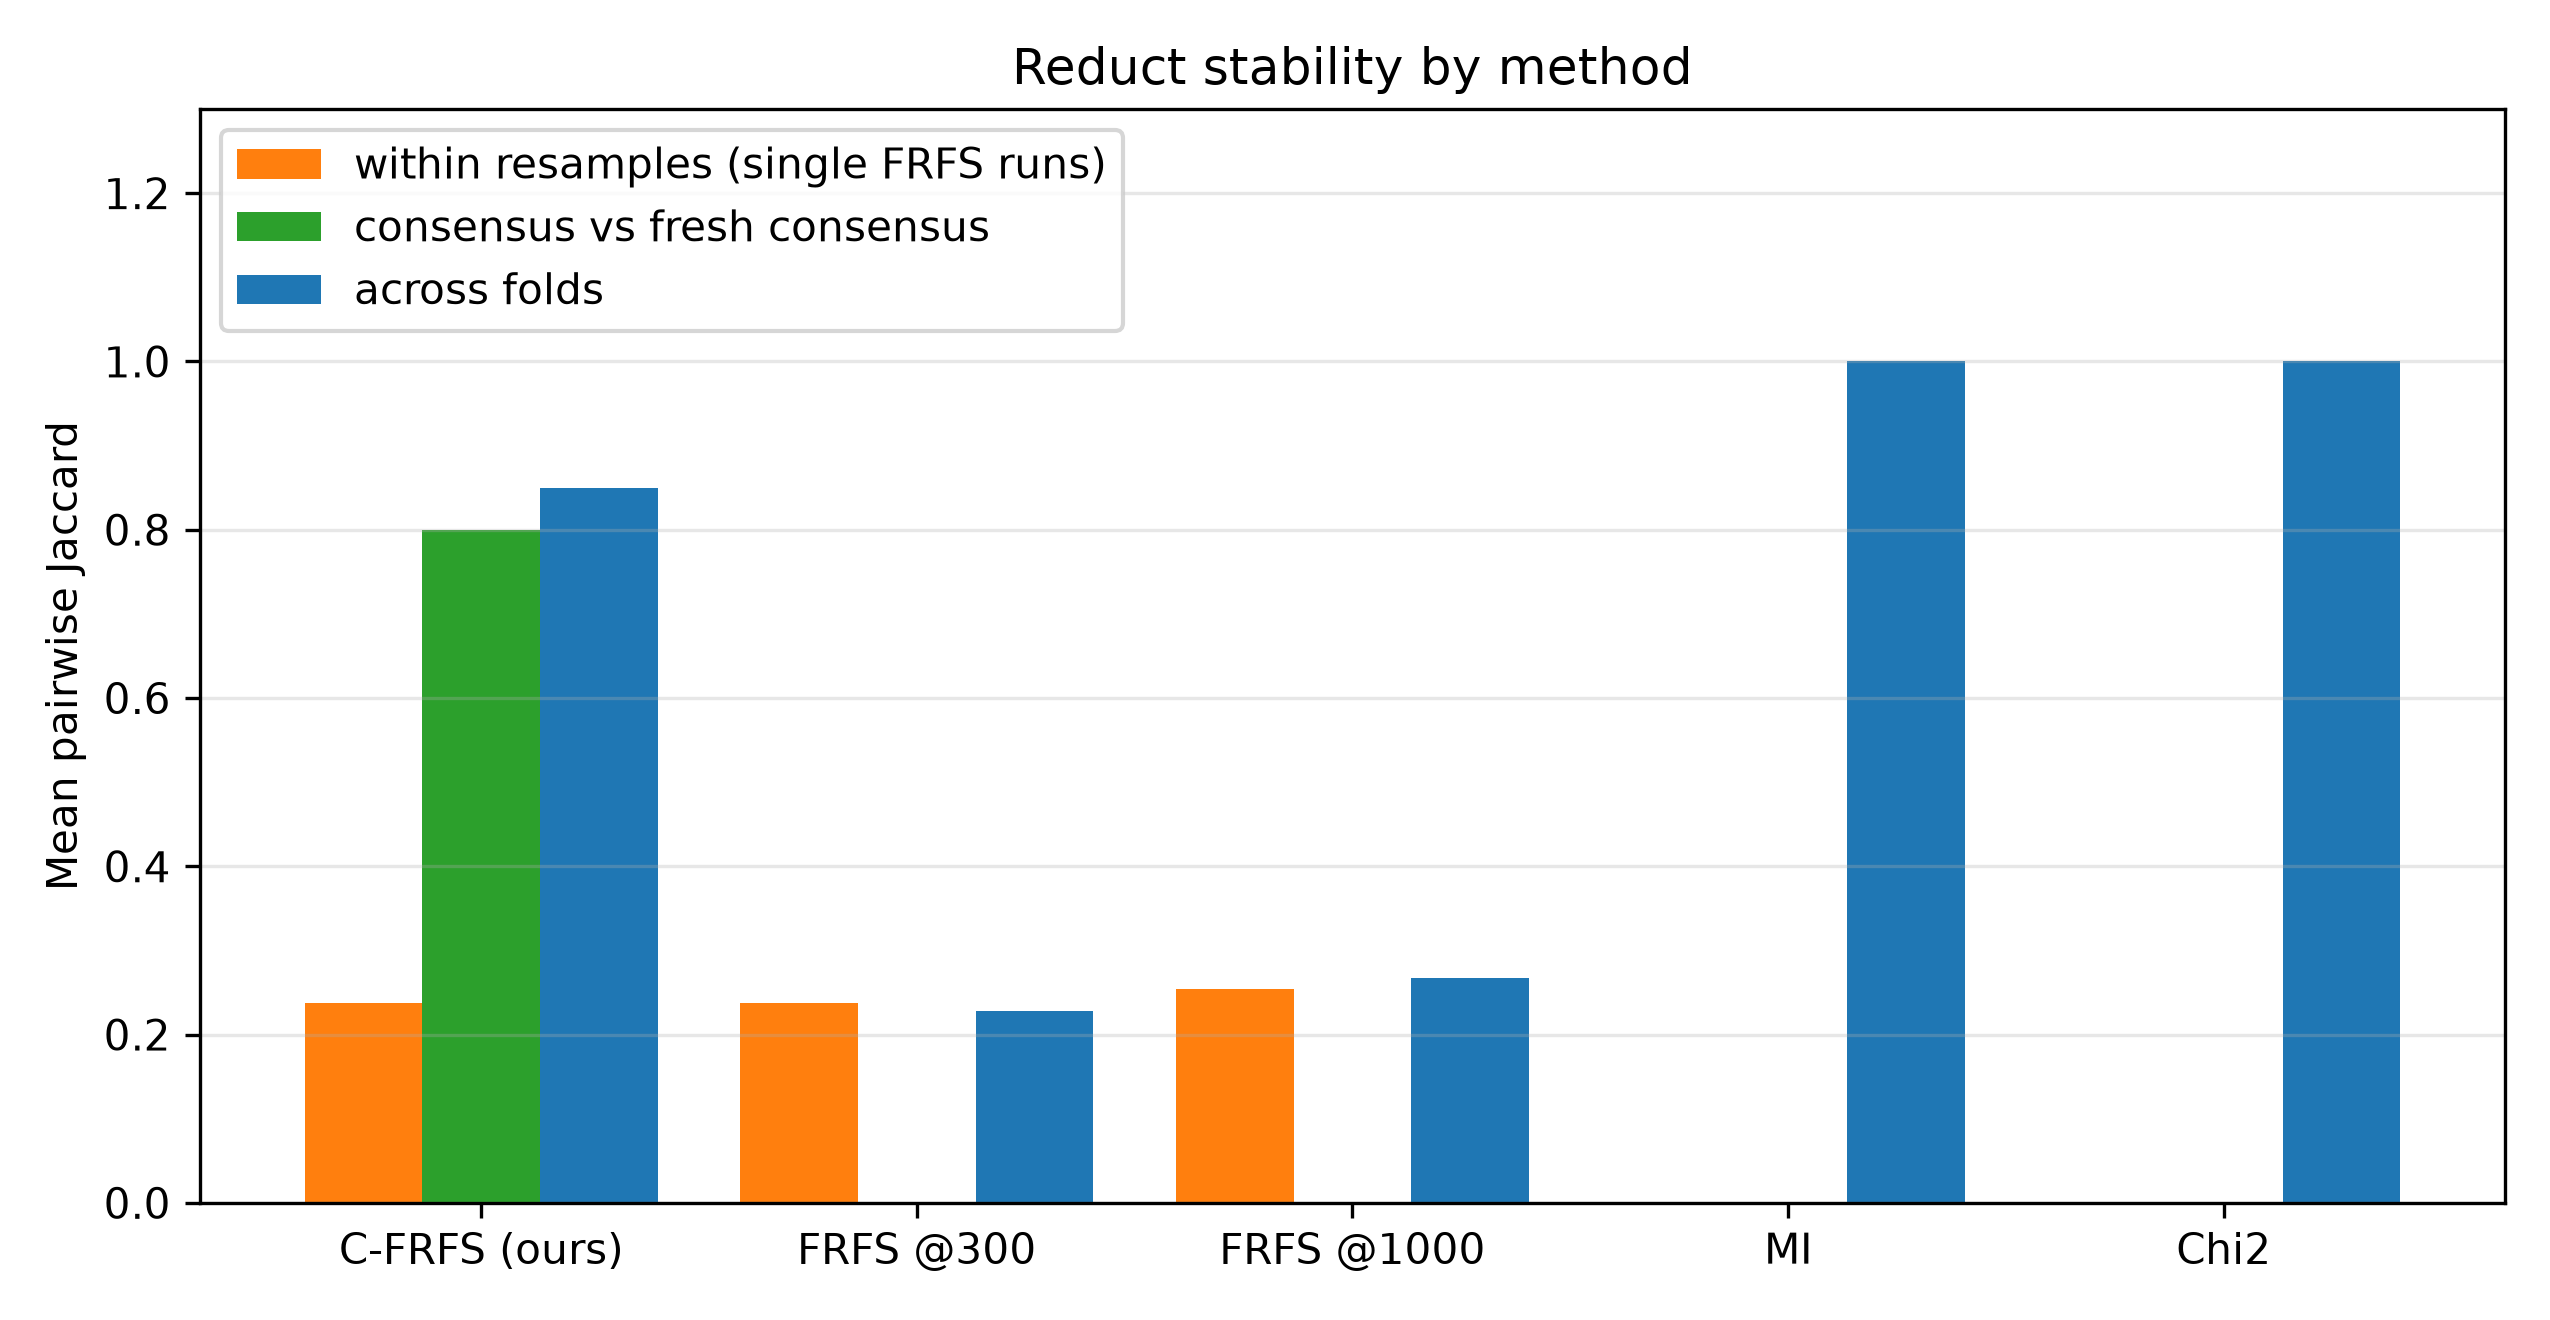 Reduct stability by method
within resamples (single FRFS runs)
consensus vs fresh consensus
across folds
Mean pairwise Jaccard
1.2
1.0
0.8
0.6
0.4
0.2
0.0
C-FRFS (ours) FRFS @300 FRFS @1000 MI Chi2